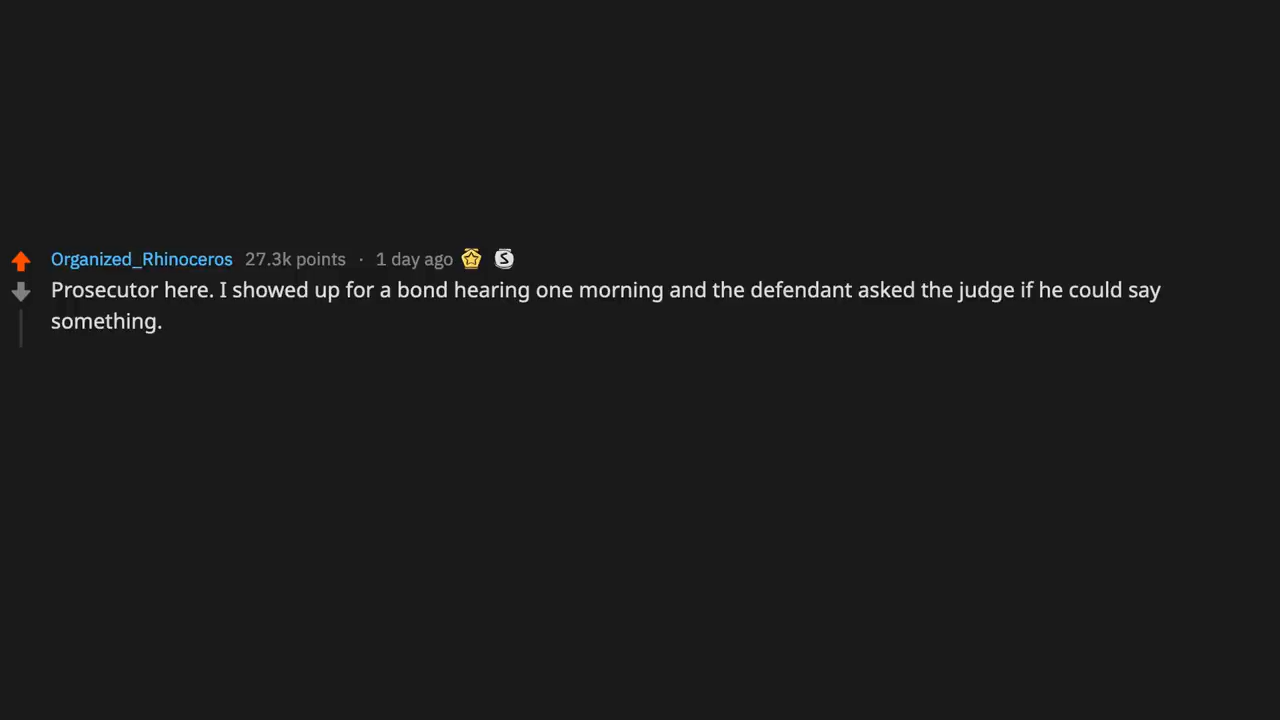 Organized_Rhinoceros 27.3k points · 1 day ago S
Prosecutor here. I showed up for a bond hearing one morning and the defendant asked the judge if he could say
something.